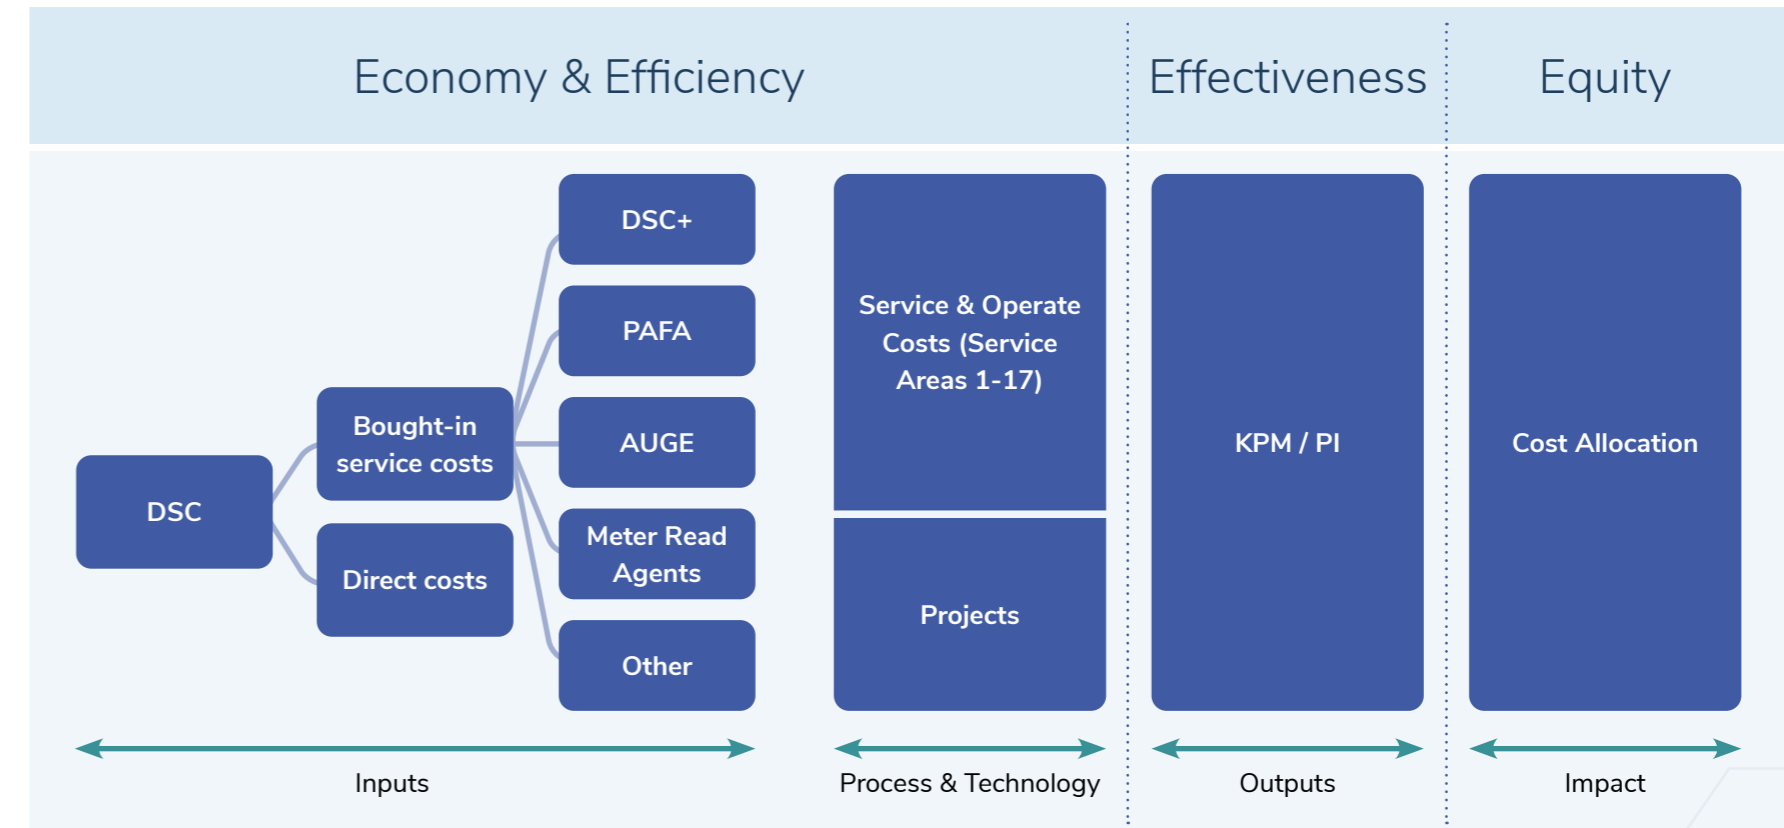 Economy & Efficiency
Effectiveness
Equity
DSC
Bought-in
service costs
Direct costs
DSC+
PAFA
AUGE
Meter Read
Agents
Other
Service & Operate
Costs (Service
Areas 1-17)
Projects
KPM / PI
Cost Allocation
Inputs
Process & Technology
Outputs
Impact